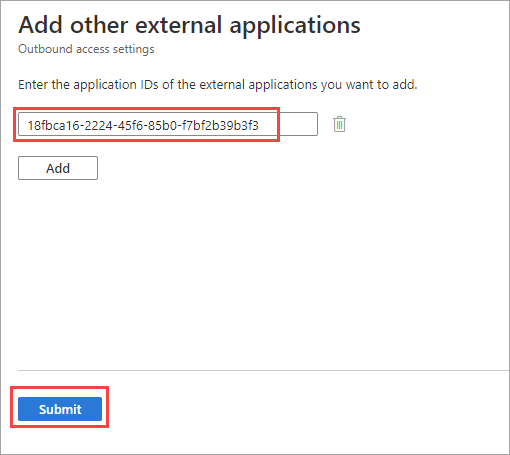 Add other external applications
Outbound access settings
Enter the application IDs of the external applications you want to add.
18fbca16-2224-45f6-85b0-f7bf2b39b3f3
Add
Submit